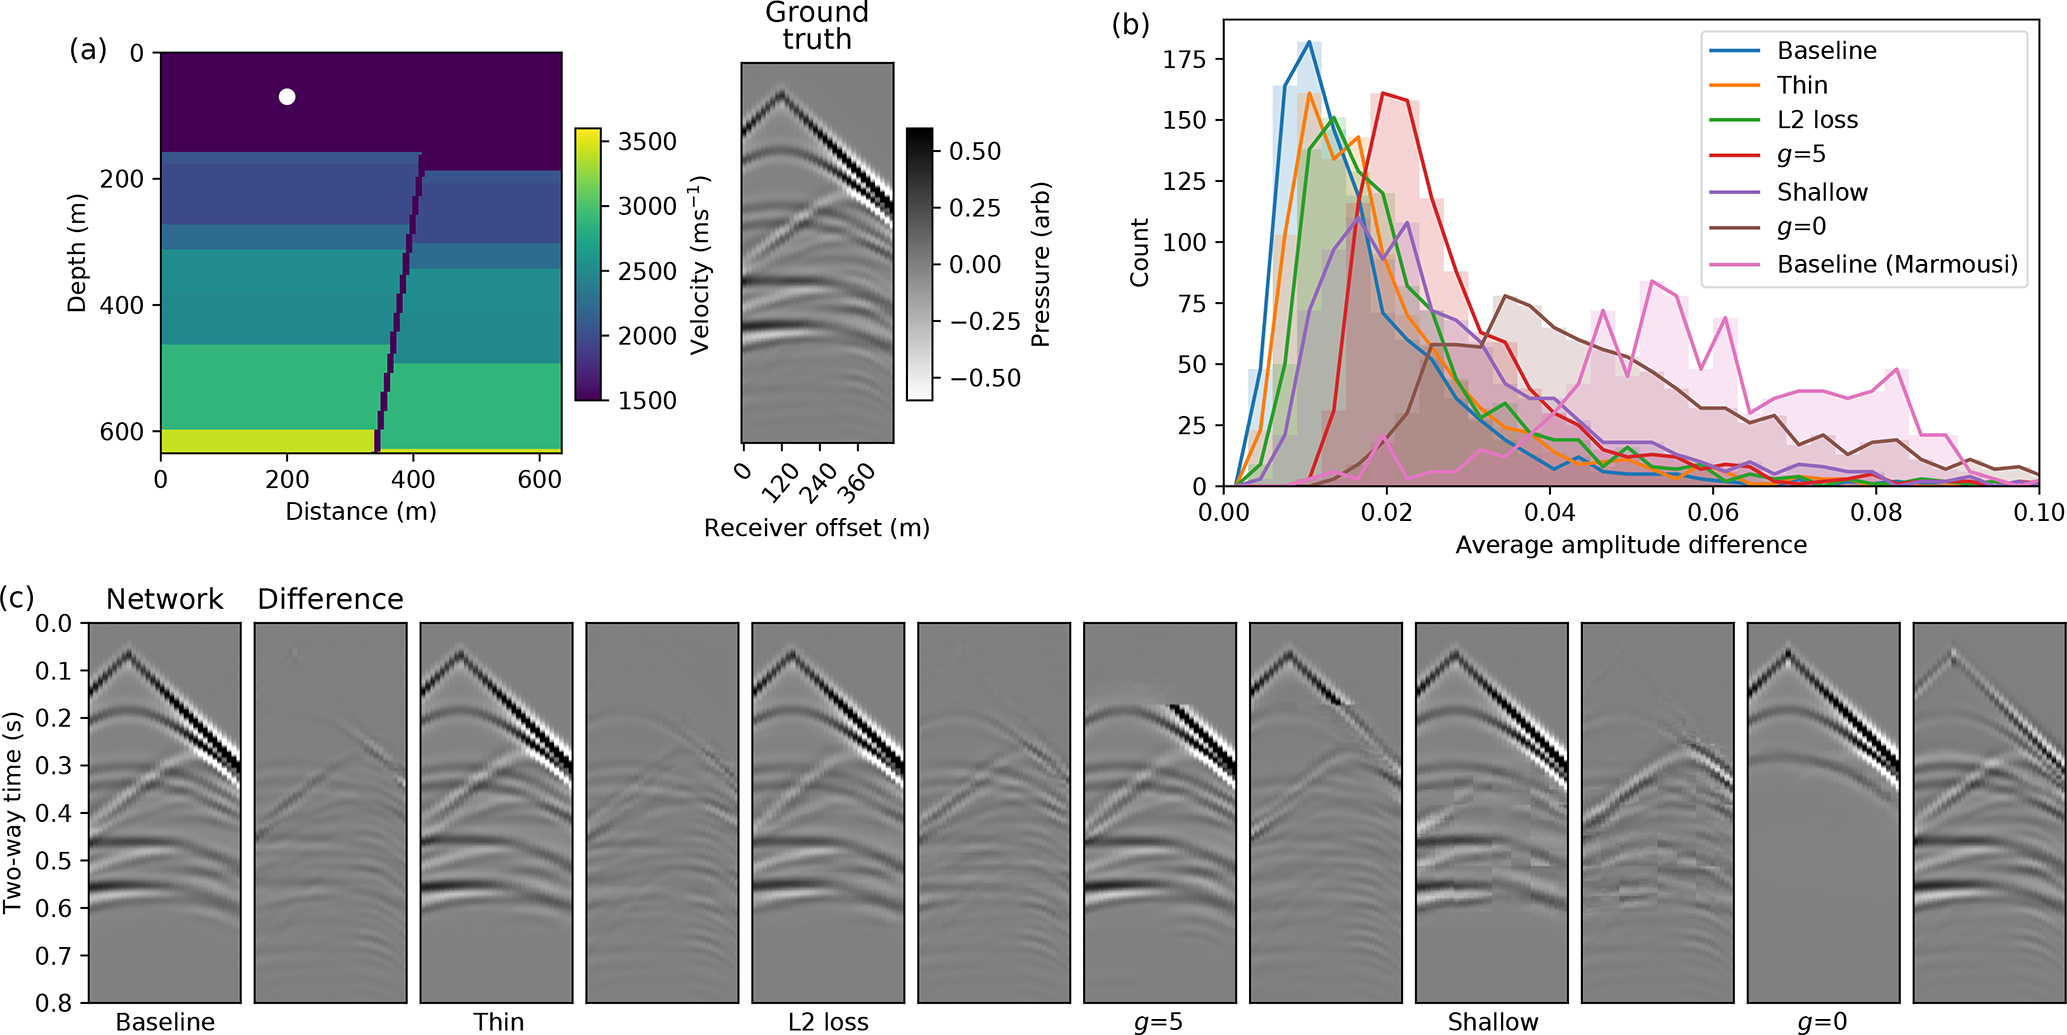 (a)
0
200
400
600
Depth (m)
0
200
400
600
Distance (m)
3500
3000
2500
2000
1500
Velocity (ms⁻¹)
Ground
truth
0
120
240
360
Receiver offset (m)
0.50
0.25
0.00
−0.25
−0.50
Pressure (arb)
(b)
175
150
125
100
75
50
25
0
Count
0.00
0.02
0.04
0.06
0.08
0.10
Average amplitude difference
Baseline
Thin
L2 loss
g=5
Shallow
g=0
Baseline (Marmousi)
(c)
Network
Difference
0.0
0.1
0.2
0.3
0.4
0.5
0.6
0.7
0.8
Two-way time (s)
Baseline
Thin
L2 loss
g=5
Shallow
g=0